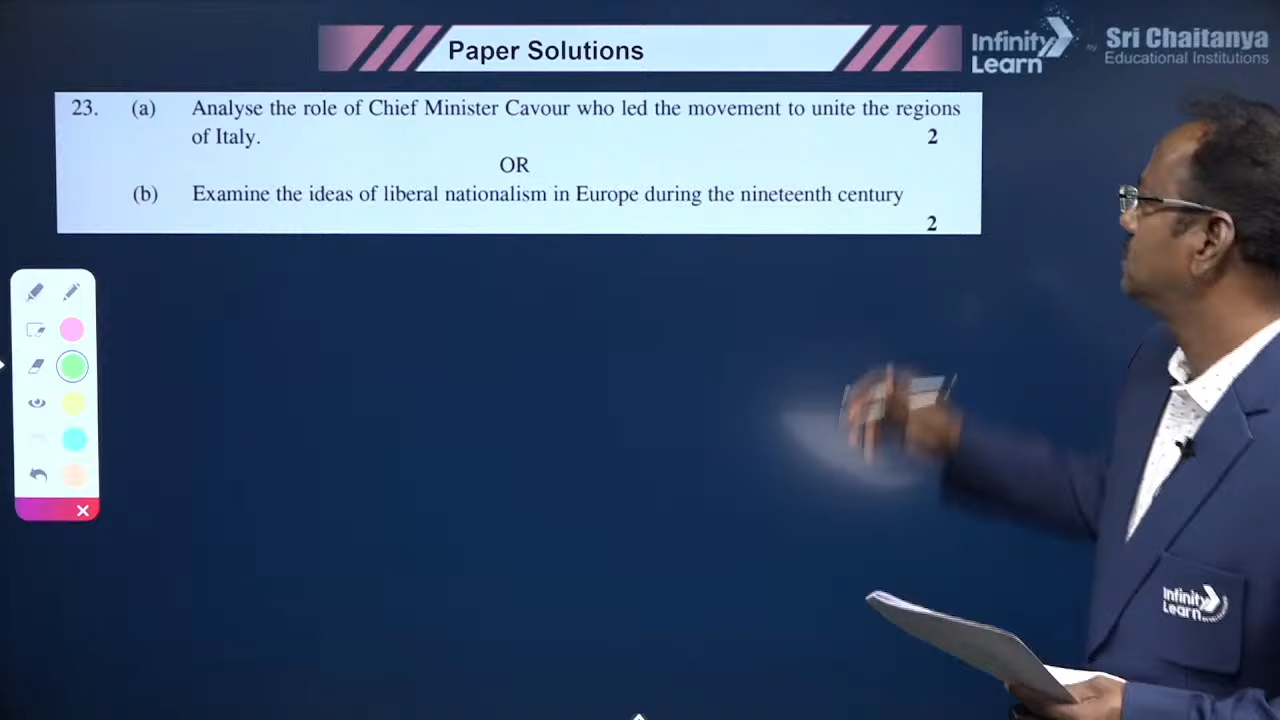 Paper Solutions
Infinity Learn
by
Sri Chaitanya
Educational Institutions
23. (a) Analyse the role of Chief Minister Cavour who led the movement to unite the regions
of Italy. 2
OR
(b) Examine the ideas of liberal nationalism in Europe during the nineteenth century
2
Infinity
Learn